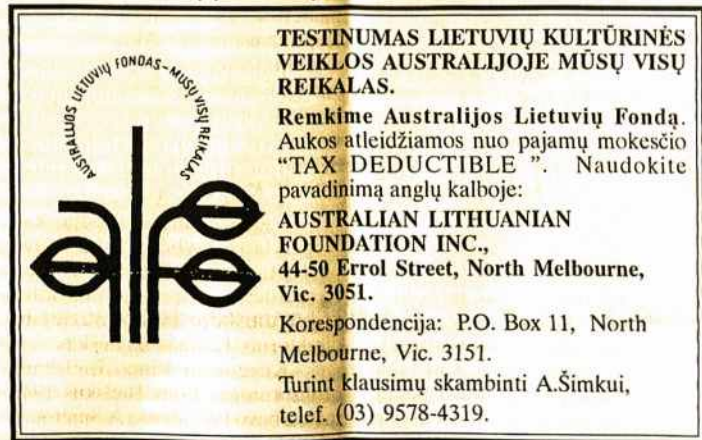 AUSTRALIJOS LIETUVIŲ FONDAS–MŪSŲ VISŲ REIKALAS
TESTINUMAS LIETUVIŲ KULTŪRINĖS
VEIKLOS AUSTRALIJOJE MŪSŲ VISŲ
REIKALAS.
Remkime Australijos Lietuvių Fondą.
Aukos atleidžiamos nuo pajamų mokesčio
“TAX DEDUCTIBLE ”. Naudokite
pavadinimą anglų kalboje:
AUSTRALIAN LITHUANIAN
FOUNDATION INC.,
44-50 Errol Street, North Melbourne,
Vic. 3051.
Korespondencija: P.O. Box 11, North
Melbourne, Vic. 3151.
Turint klausimų skambinti A.Šimkui,
telef. (03) 9578-4319.